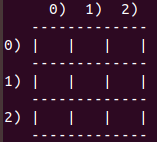 0)  1)  2)
   -------------
0) |   |   |   |
   -------------
1) |   |   |   |
   -------------
2) |   |   |   |
   -------------